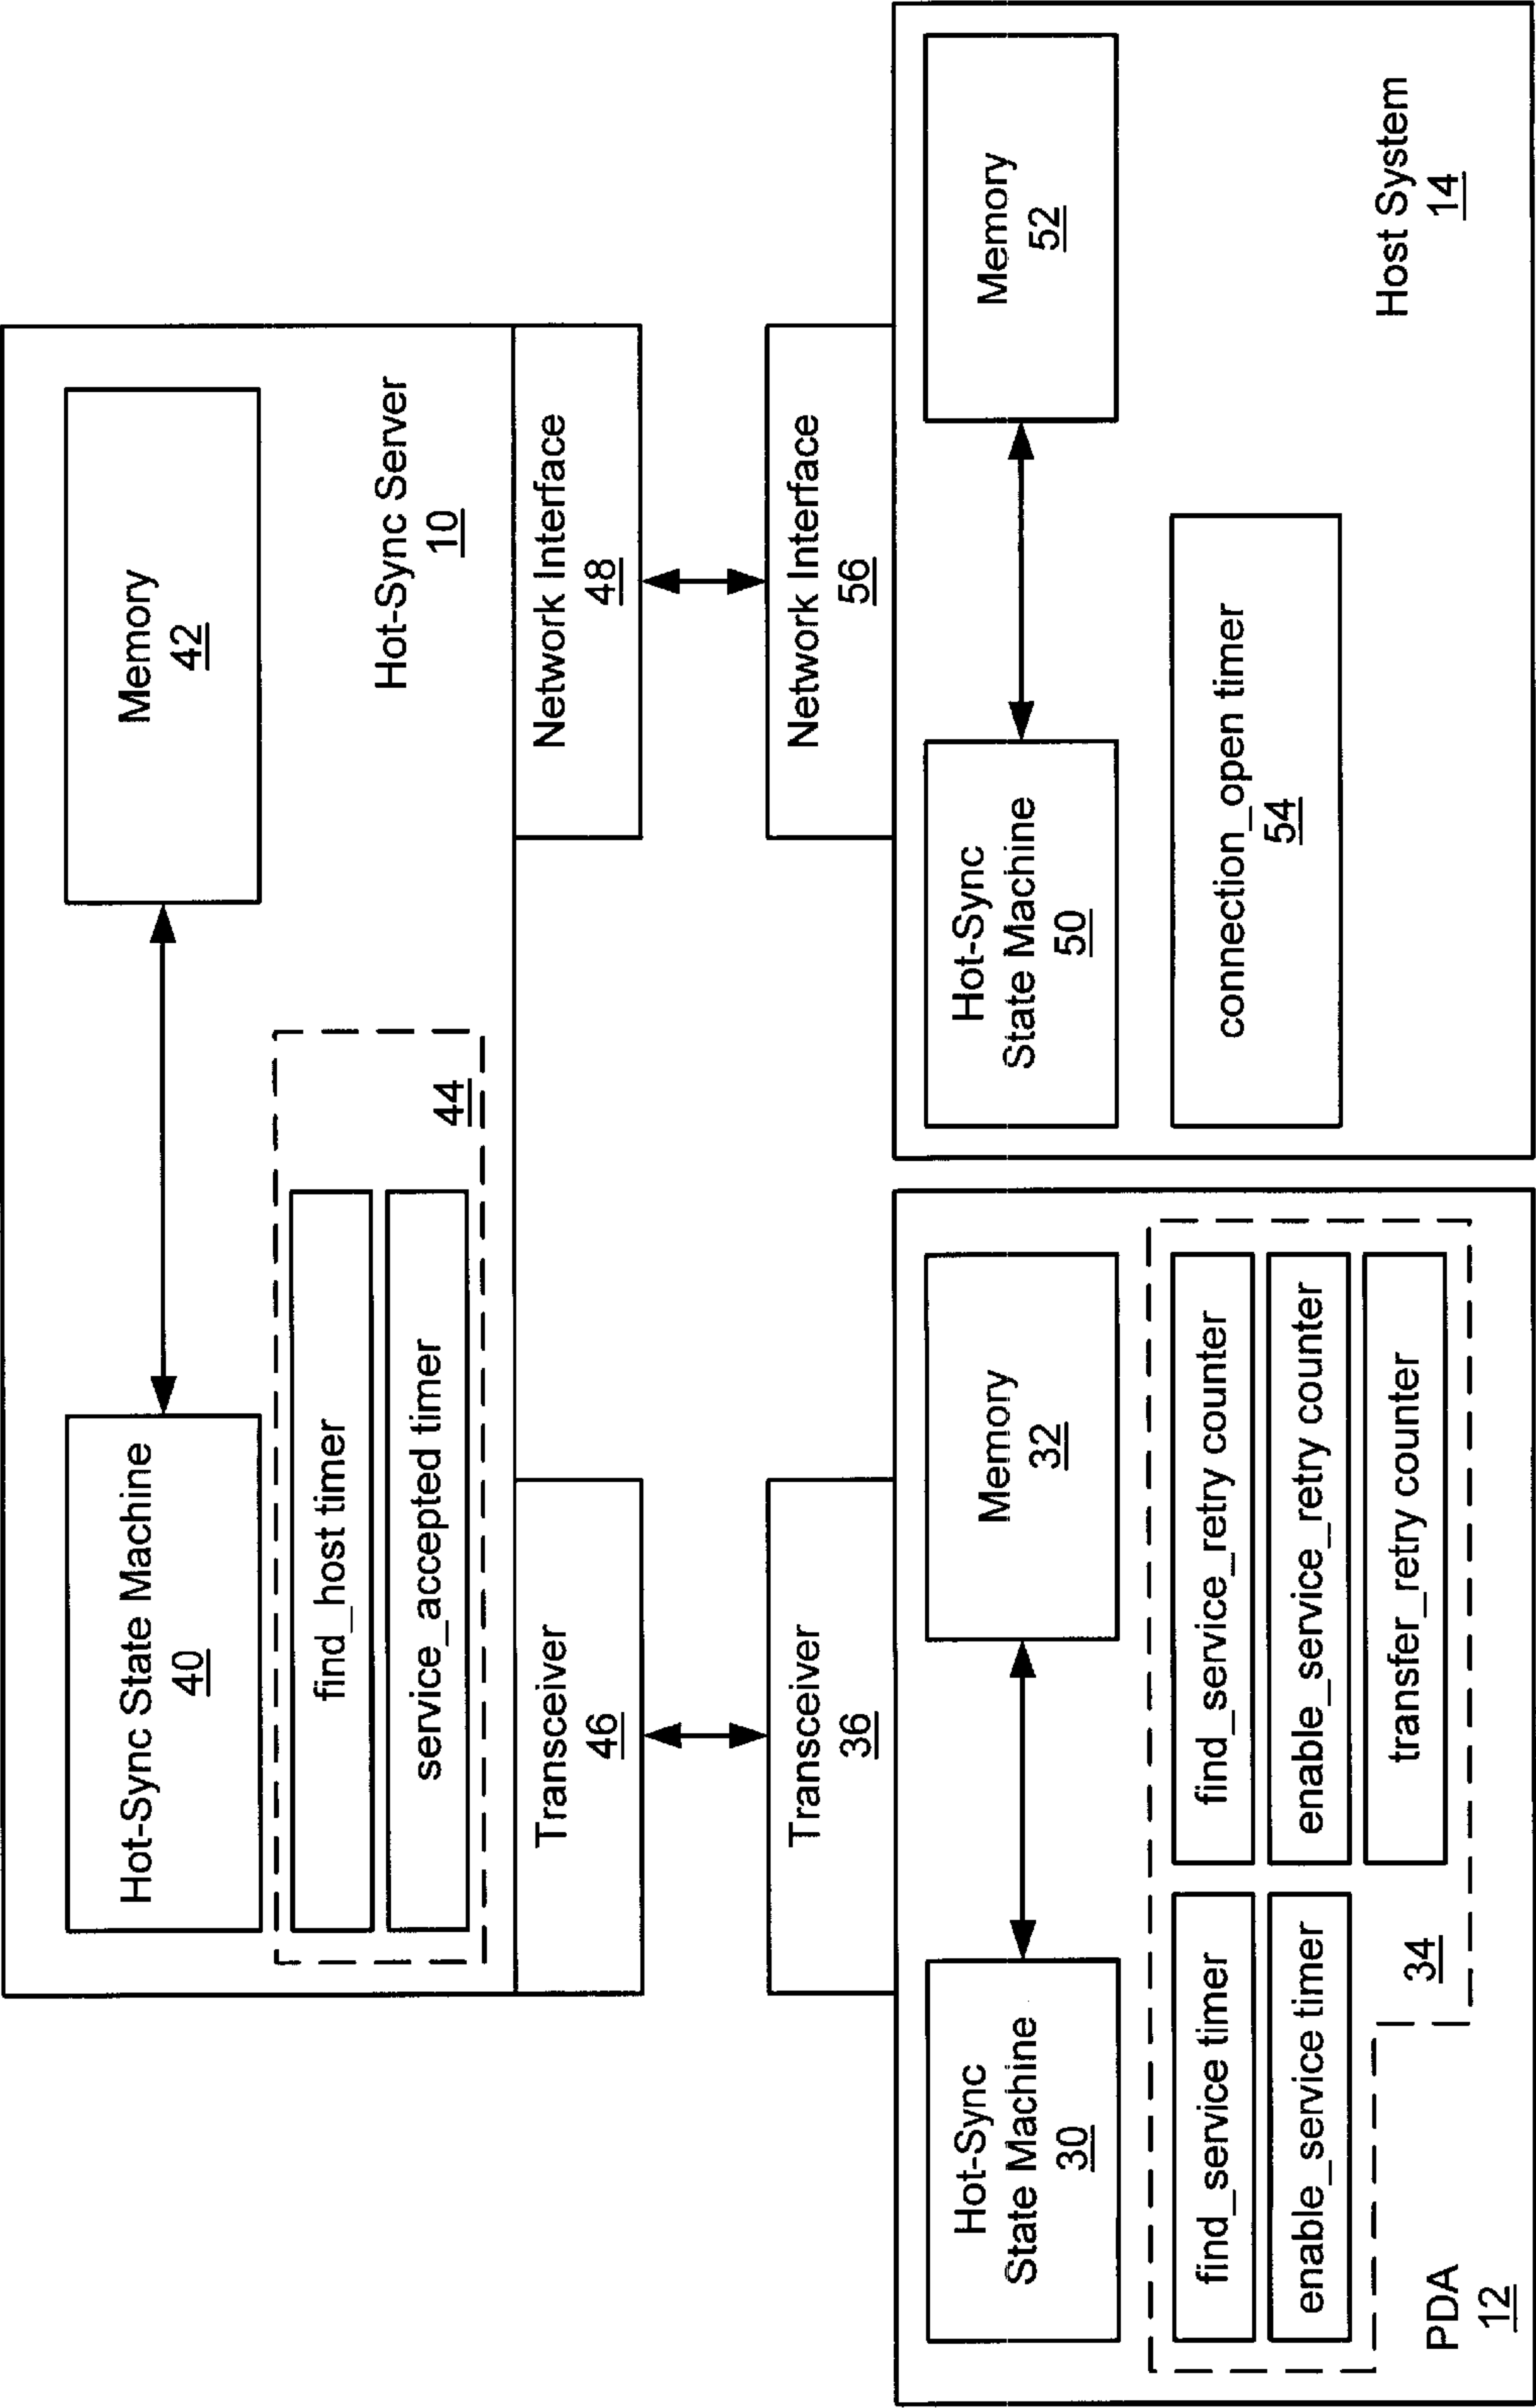 Hot-Sync State Machine
40
Memory
42
find_host timer
service_accepted timer
44
Hot-Sync Server
10
Transceiver
46
Network Interface
48
Transceiver
36
Network Interface
56
Hot-Sync
State Machine
30
Memory
32
find_service timer
enable_service timer
find_service_retry counter
enable_service_retry counter
transfer_retry counter
34
PDA
12
Hot-Sync
State Machine
50
Memory
52
connection_open timer
54
Host System
14